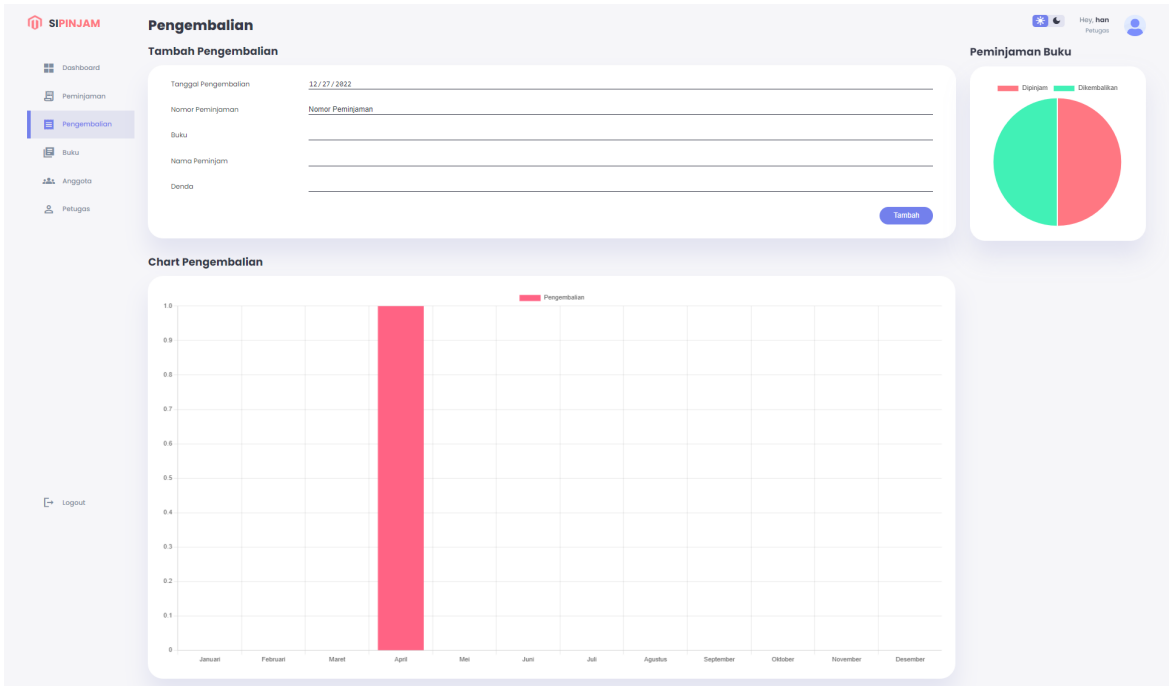 SIPINJAM
Dashboard
Peminjaman
Pengembalian
Buku
Anggota
Petugas
Logout
Pengembalian
Hey, han
Petugas
Tambah Pengembalian
Tanggal Pengembalian
12/27/2022
Nomor Peminjaman
Nomor Peminjaman
Buku
Nama Peminjam
Denda
Tambah
Peminjaman Buku
Dipinjam
Dikembalikan
Chart Pengembalian
Pengembalian
1.0
0.9
0.8
0.7
0.6
0.5
0.4
0.3
0.2
0.1
0
Januari Februari Maret April Mei Juni Juli Agustus September Oktober November Desember